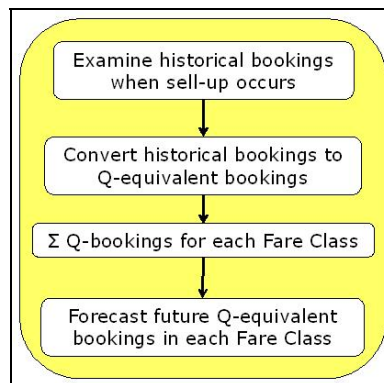 Examine historical bookings
when sell-up occurs
Convert historical bookings to
Q-equivalent bookings
Σ Q-bookings for each Fare Class
Forecast future Q-equivalent
bookings in each Fare Class